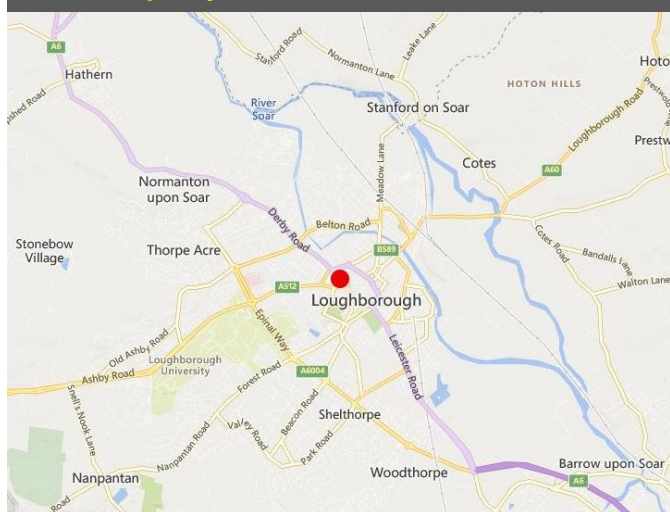 A6
Hathern
Stanford Road
Normanton Lane
Leake Lane
HOTON HILLS
River
Soar
Stanford on Soar
Loughborough Road
Meadow Lane
Cotes
A60
Normanton
upon Soar
Derby Road
Belton Road
B589
Stonebow
Village
Thorpe Acre
Cotes Road
Bandalls Lane
Walton Lane
A512
Loughborough
Epinal Way
Old Ashby Road
Loughborough
University
Leicester Road
Ashby Road
Forest Road
A6004
Snell's Nook Lane
Beacon Road
Shelthorpe
Valley Road
Park Road
Nanpantan Road
Nanpantan
Woodthorpe
Barrow upon Soar
A6
Road